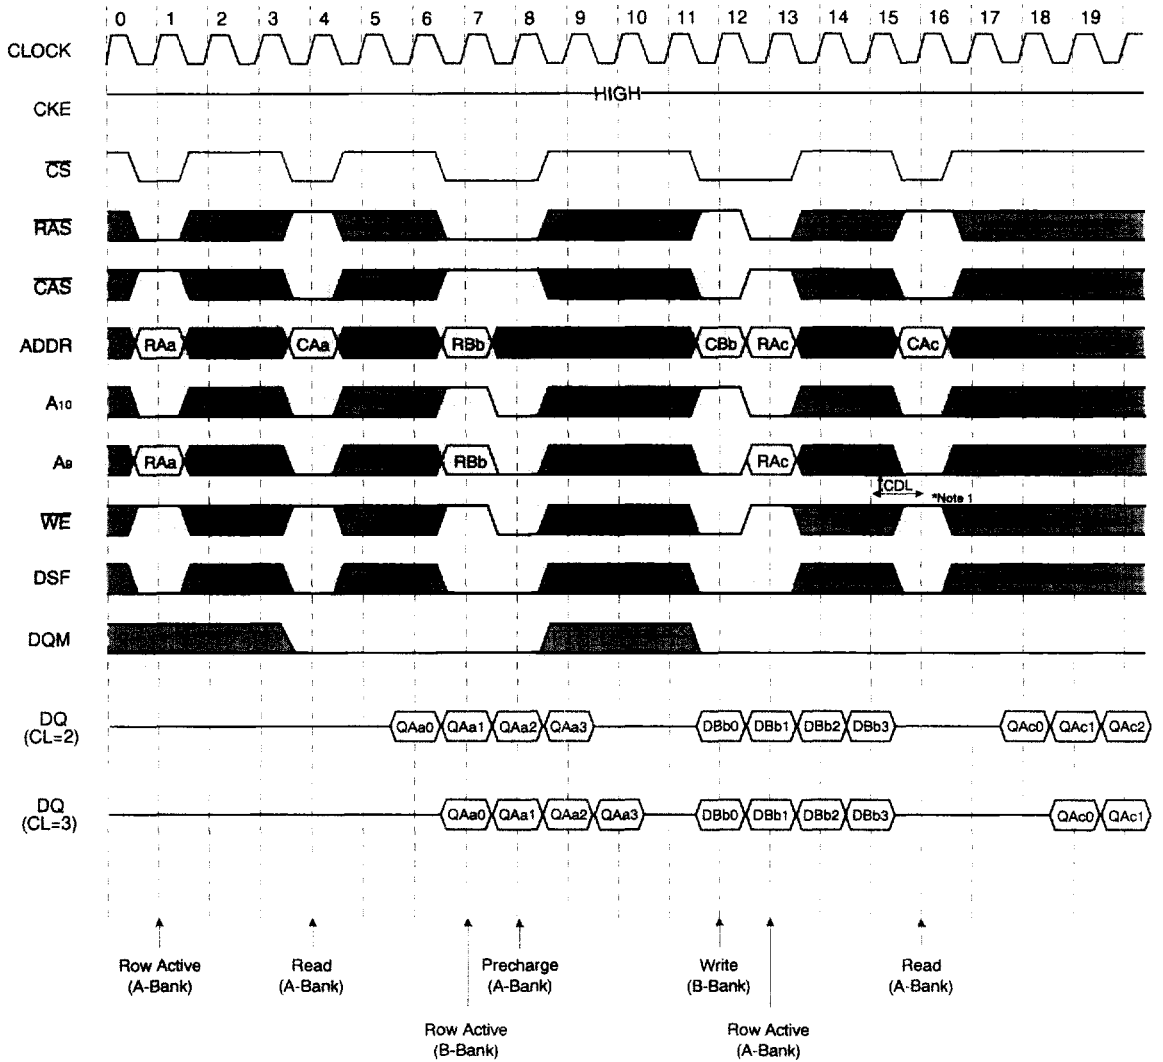 0 1 2 3 4 5 6 7 8 9 10 11 12 13 14 15 16 17 18 19
CLOCK
CKE HIGH
CS
RAS
CAS
ADDR RAa CAa RBb CBb RAc CAc
A10
A9 RAa RBb RAc
tCDL *Note 1
WE
DSF
DQM
DQ
(CL=2) QAa0 QAa1 QAa2 QAa3 DBb0 DBb1 DBb2 DBb3 QAc0 QAc1 QAc2
DQ
(CL=3) QAa0 QAa1 QAa2 QAa3 DBb0 DBb1 DBb2 DBb3 QAc0 QAc1
Row Active
(A-Bank)
Read
(A-Bank)
Row Active
(B-Bank)
Precharge
(A-Bank)
Write
(B-Bank)
Row Active
(A-Bank)
Read
(A-Bank)